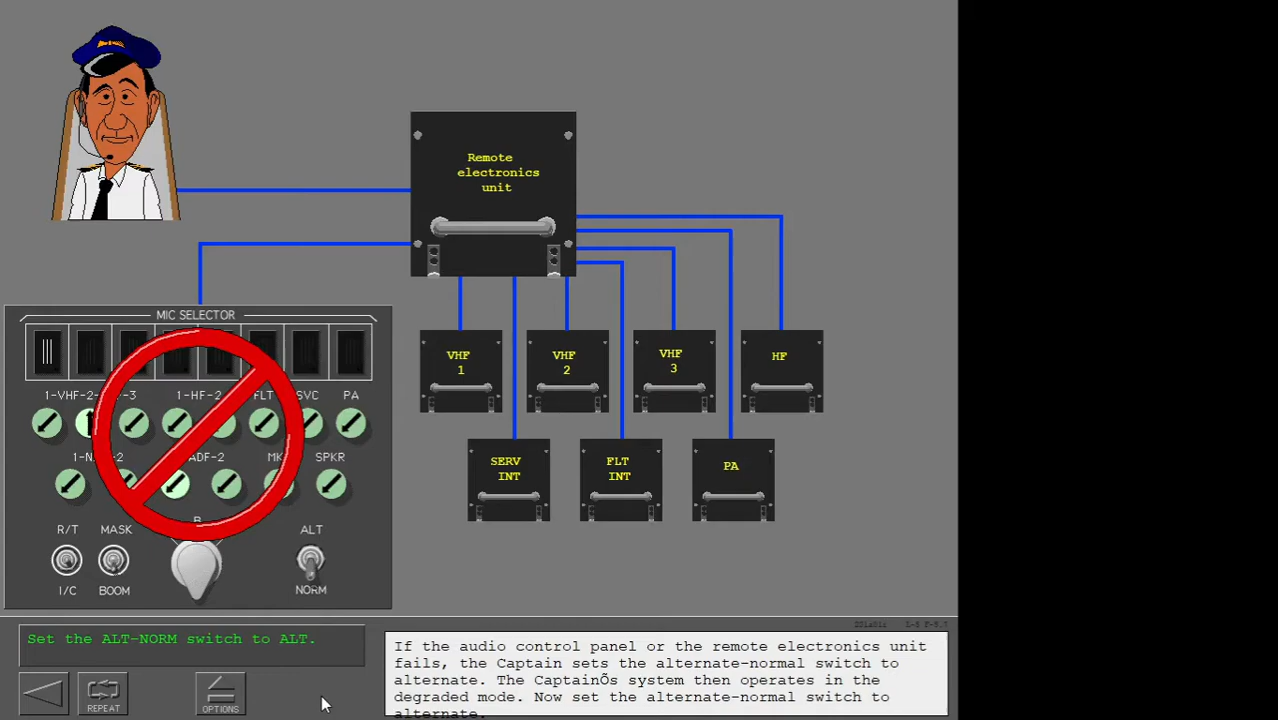 Remote
electronics
unit
MIC SELECTOR
1-VHF-2- -3 1-HF-2 FLT SVC PA
1-N -2 ADF-2 MK SPKR
R/T MASK B ALT
I/C BOOM NORM
VHF
1
VHF
2
VHF
3
HF
SERV
INT
FLT
INT
PA
Set the ALT-NORM switch to ALT.
REPEAT
OPTIONS
If the audio control panel or the remote electronics unit
fails, the Captain sets the alternate-normal switch to
alternate. The CaptainÕs system then operates in the
degraded mode. Now set the alternate-normal switch to
alternate.